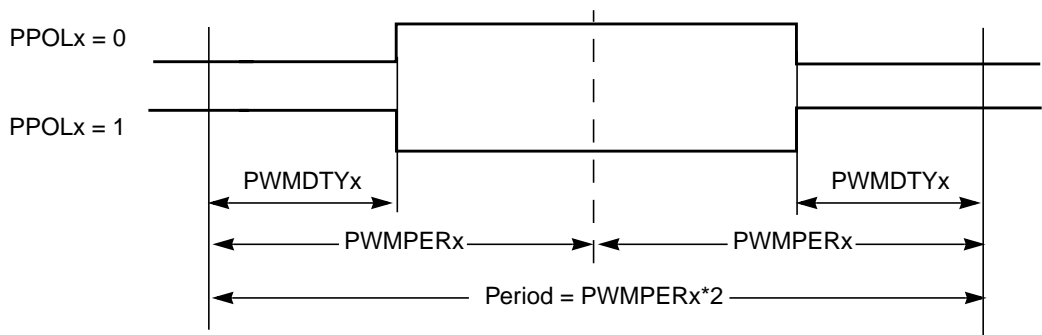 PPOLx = 0
PPOLx = 1
PWMDTYx
PWMDTYx
PWMPERx
PWMPERx
Period = PWMPERx*2